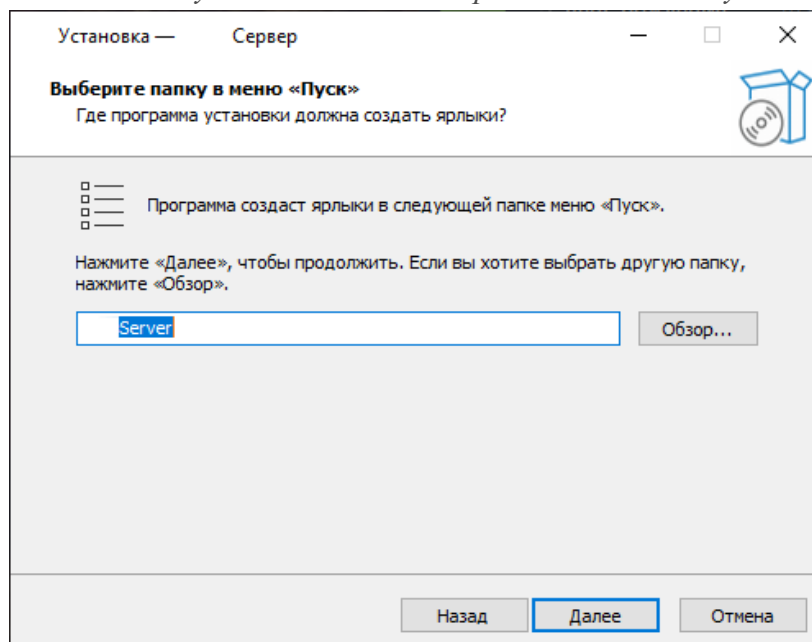 Установка — Сервер
Выберите папку в меню «Пуск»
Где программа установки должна создать ярлыки?
Программа создаст ярлыки в следующей папке меню «Пуск».
Нажмите «Далее», чтобы продолжить. Если вы хотите выбрать другую папку,
нажмите «Обзор».
Server
Обзор...
Назад
Далее
Отмена